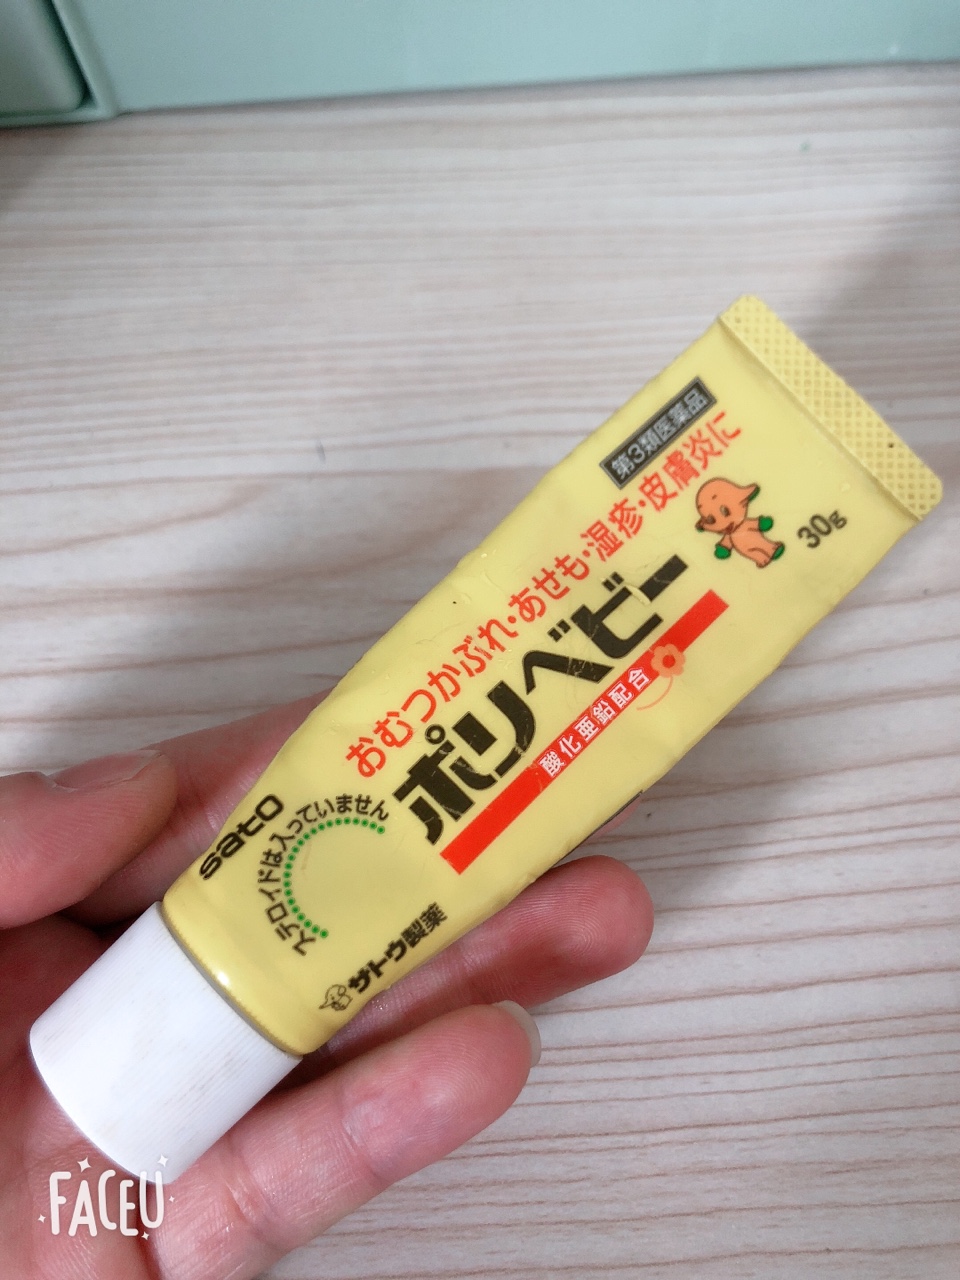 第3類医薬品
おむつかぶれ・あせも・湿疹・皮膚炎に
ポリベビー
30g
酸化亜鉛配合
sato
ステロイドは入っていません
サトウ製薬
FACEU